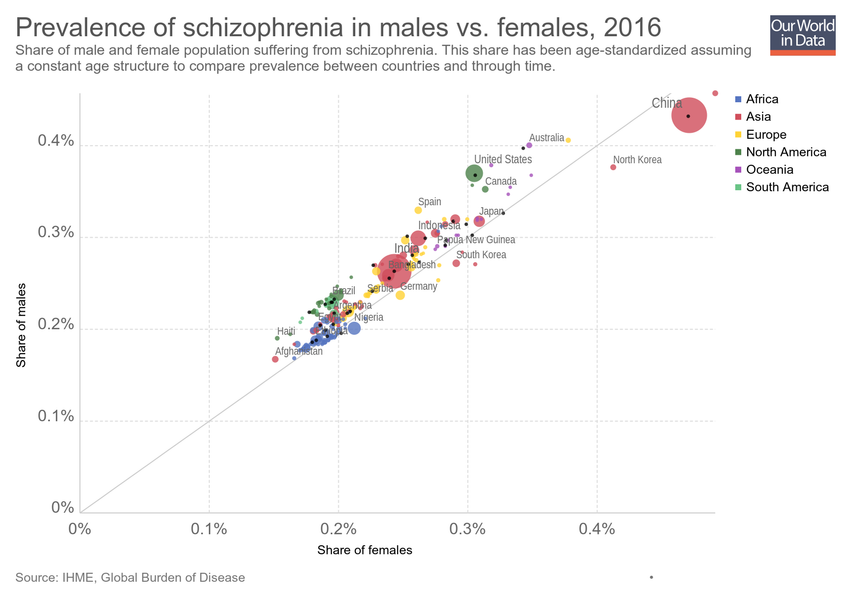 Prevalence of schizophrenia in males vs. females, 2016
Our World
in Data
Share of male and female population suffering from schizophrenia. This share has been age-standardized assuming
a constant age structure to compare prevalence between countries and through time.
China
Africa
Asia
Europe
North America
Oceania
South America
0.4%
Australia
North Korea
United States
Canada
Spain
Japan
0.3%
Indonesia
Papua New Guinea
India
South Korea
Bangladesh
Serbia
Germany
Brazil
Argentina
0.2%
Nigeria
Haiti
Afghanistan
Share of males
0.1%
0%
0%
0.1%
0.2%
0.3%
0.4%
Share of females
Source: IHME, Global Burden of Disease